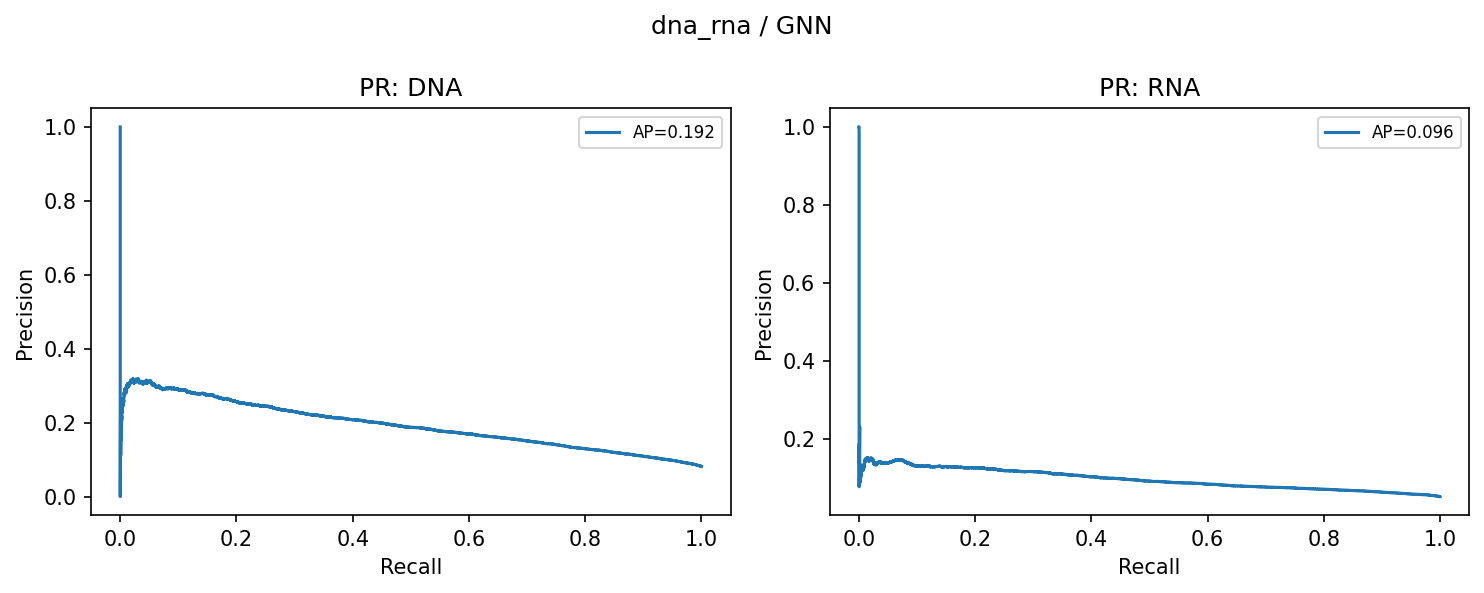 dna_rna / GNN
PR: DNA
AP=0.192
Precision
1.0
0.8
0.6
0.4
0.2
0.0
0.0 0.2 0.4 0.6 0.8 1.0
Recall
PR: RNA
AP=0.096
Precision
1.0
0.8
0.6
0.4
0.2
0.0 0.2 0.4 0.6 0.8 1.0
Recall